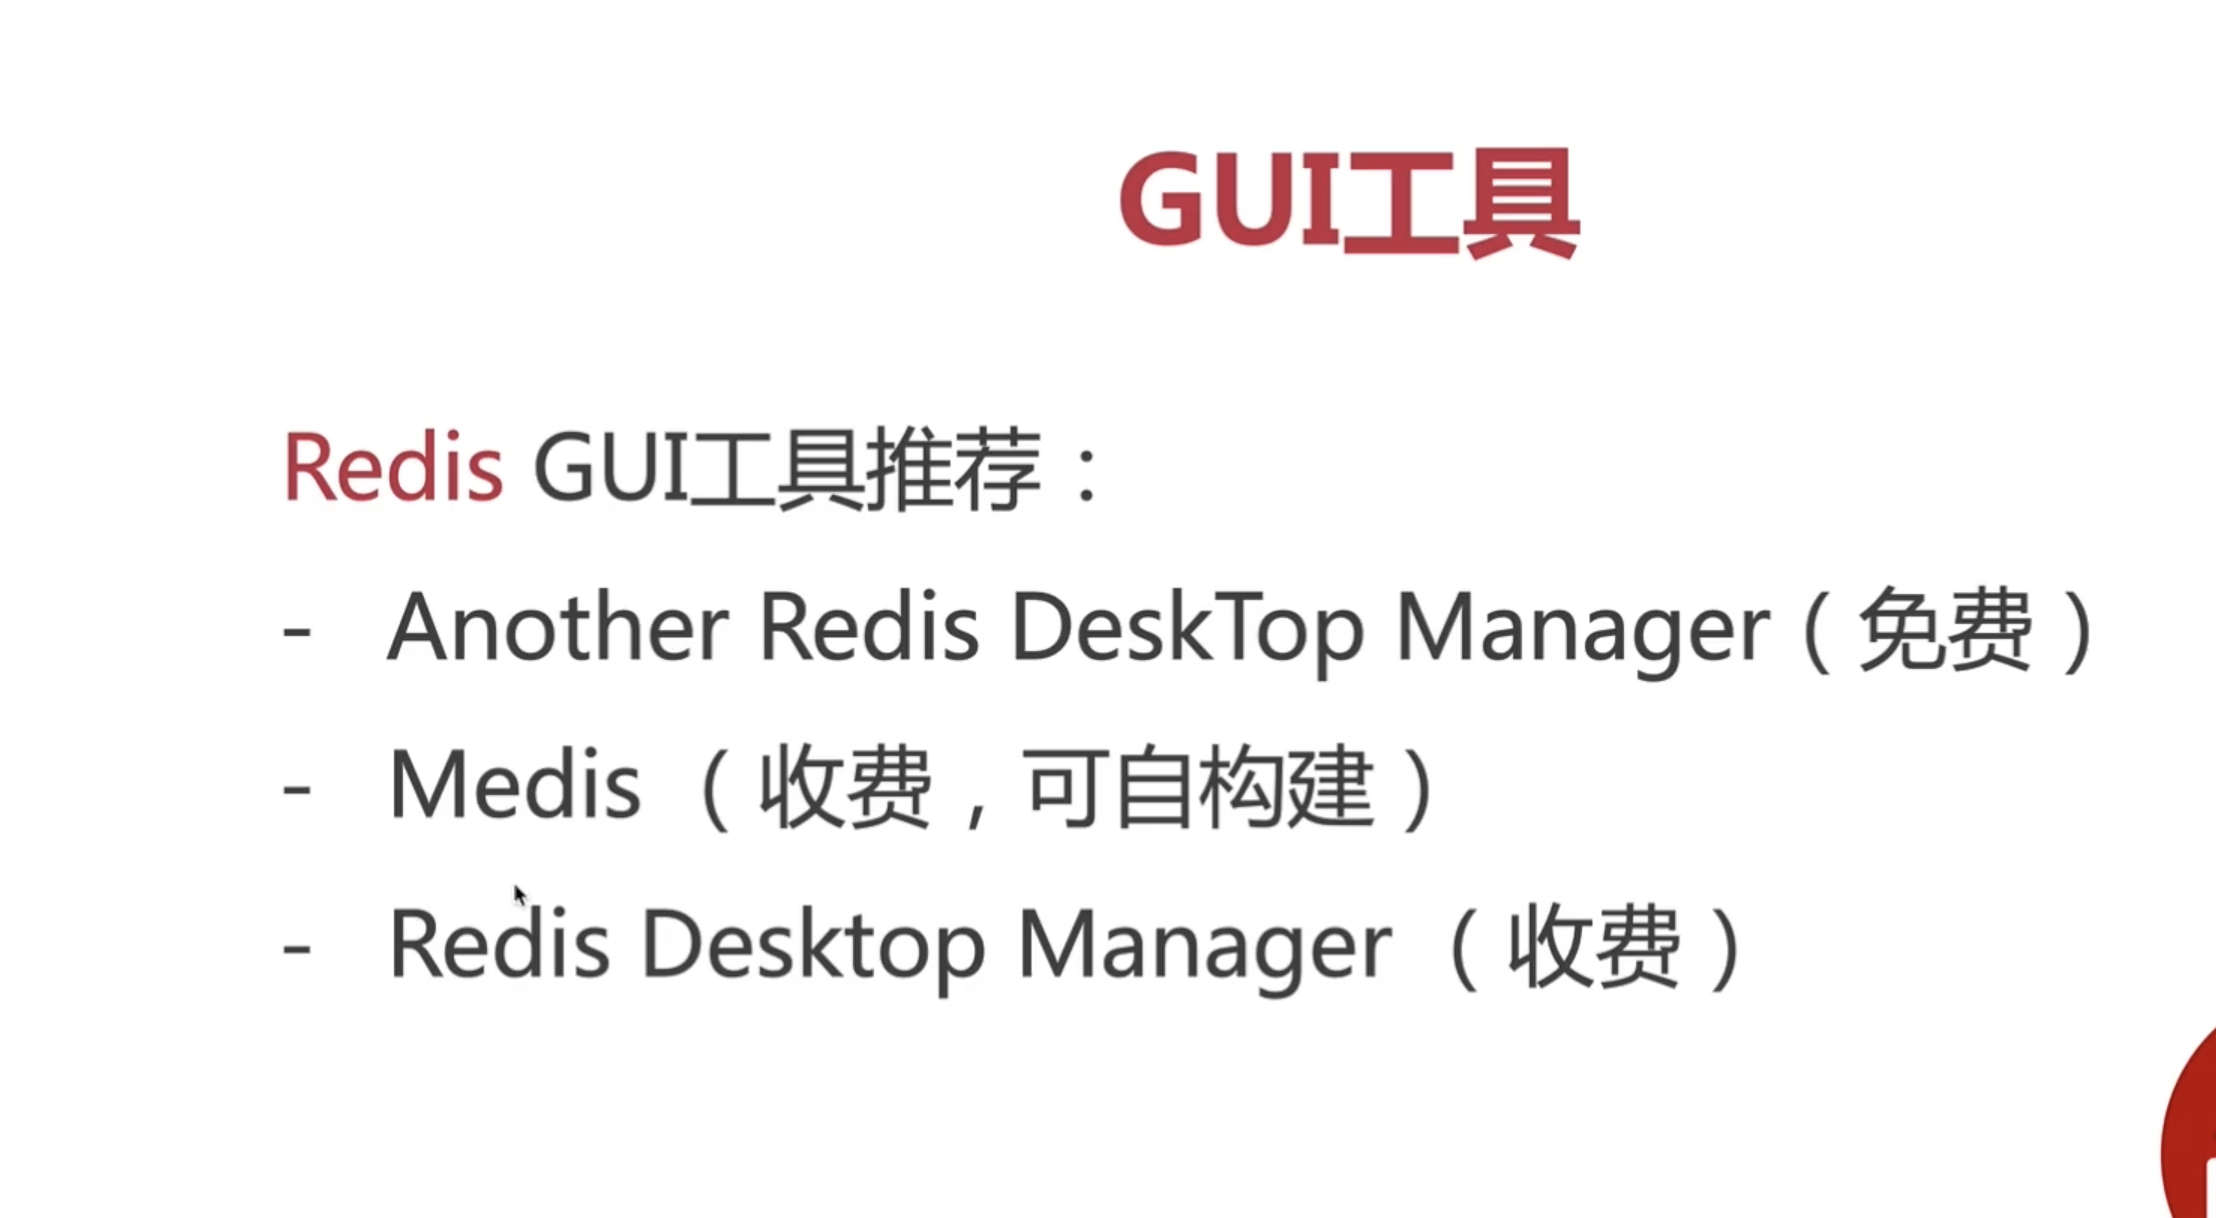 GUI工具
Redis GUI工具推荐：
- Another Redis DeskTop Manager（免费）
- Medis （收费，可自构建）
- Redis Desktop Manager （收费）